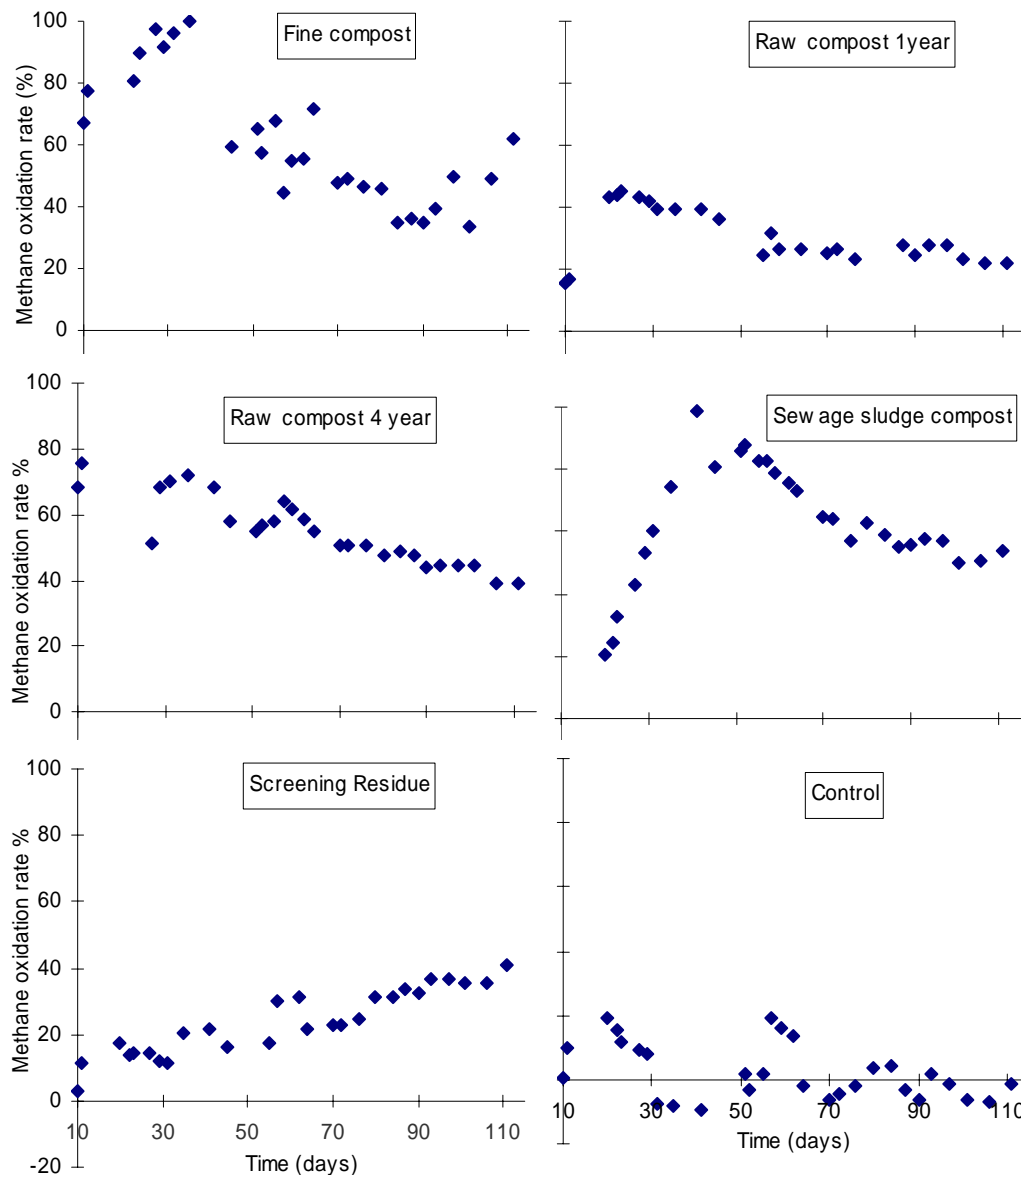 100
80
60
40
20
0
Methane oxidation rate (%)
Fine compost
Raw compost 1year
100
80
60
40
20
0
Methane oxidation rate %
Raw compost 4 year
Sew age sludge compost
100
80
60
40
20
0
-20
Methane oxidation rate %
Screening Residue
10 30 50 70 90 110
Time (days)
Control
10 30 50 70 90 110
Time (days)